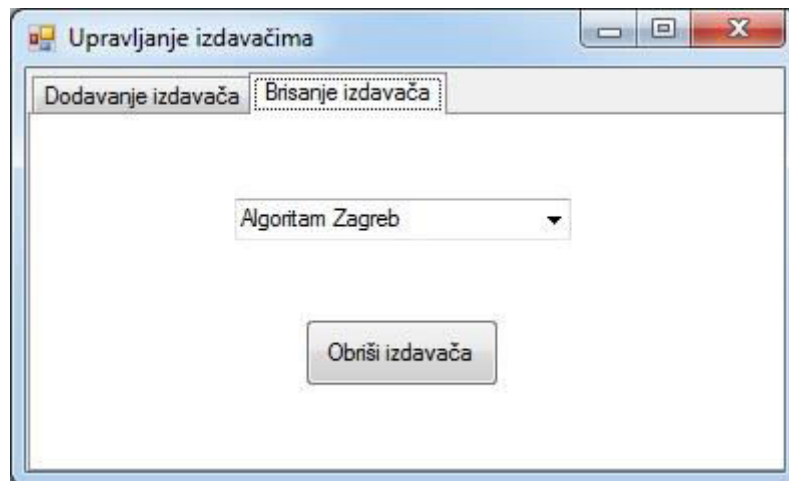 Upravljanje izdavačima
Dodavanje izdavača
Brisanje izdavača
Algoritam Zagreb
Obriši izdavača